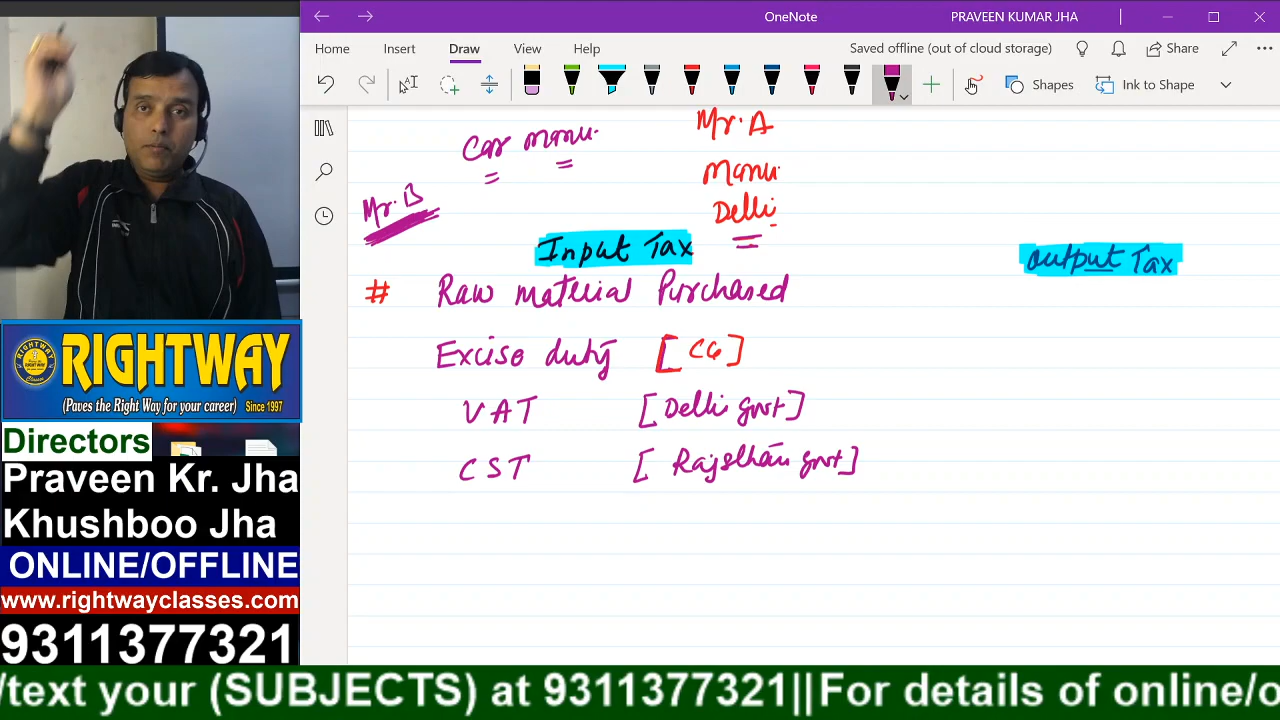 OneNote
PRAVEEN KUMAR JHA
Home Insert Draw View Help
Saved offline (out of cloud storage)
Share
Shapes
Ink to Shape
Car manu.
Mr. A
Manu.
Delhi
Mr. B
Input Tax
Output Tax
# Raw material Purchased
Excise duty [CG]
VAT [Delhi govt]
CST [Rajsthan govt]
RIGHTWAY
(Paves the Right Way for your career) Since 1997
Directors
Praveen Kr. Jha
Khushboo Jha
ONLINE/OFFLINE
www.rightwayclasses.com
9311377321
/text your (SUBJECTS) at 9311377321||For details of online/o